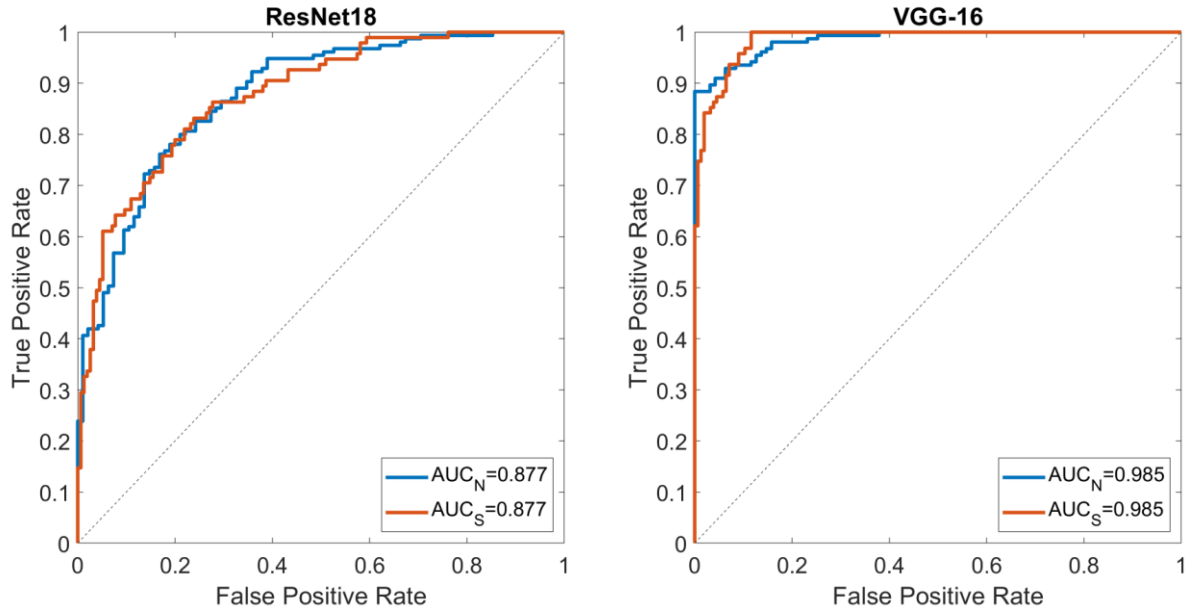 ResNet18
1
0.9
0.8
0.7
0.6
0.5
0.4
0.3
0.2
0.1
0
True Positive Rate
AUC_N=0.877
AUC_S=0.877
0 0.2 0.4 0.6 0.8 1
False Positive Rate
VGG-16
1
0.9
0.8
0.7
0.6
0.5
0.4
0.3
0.2
0.1
0
True Positive Rate
AUC_N=0.985
AUC_S=0.985
0 0.2 0.4 0.6 0.8 1
False Positive Rate